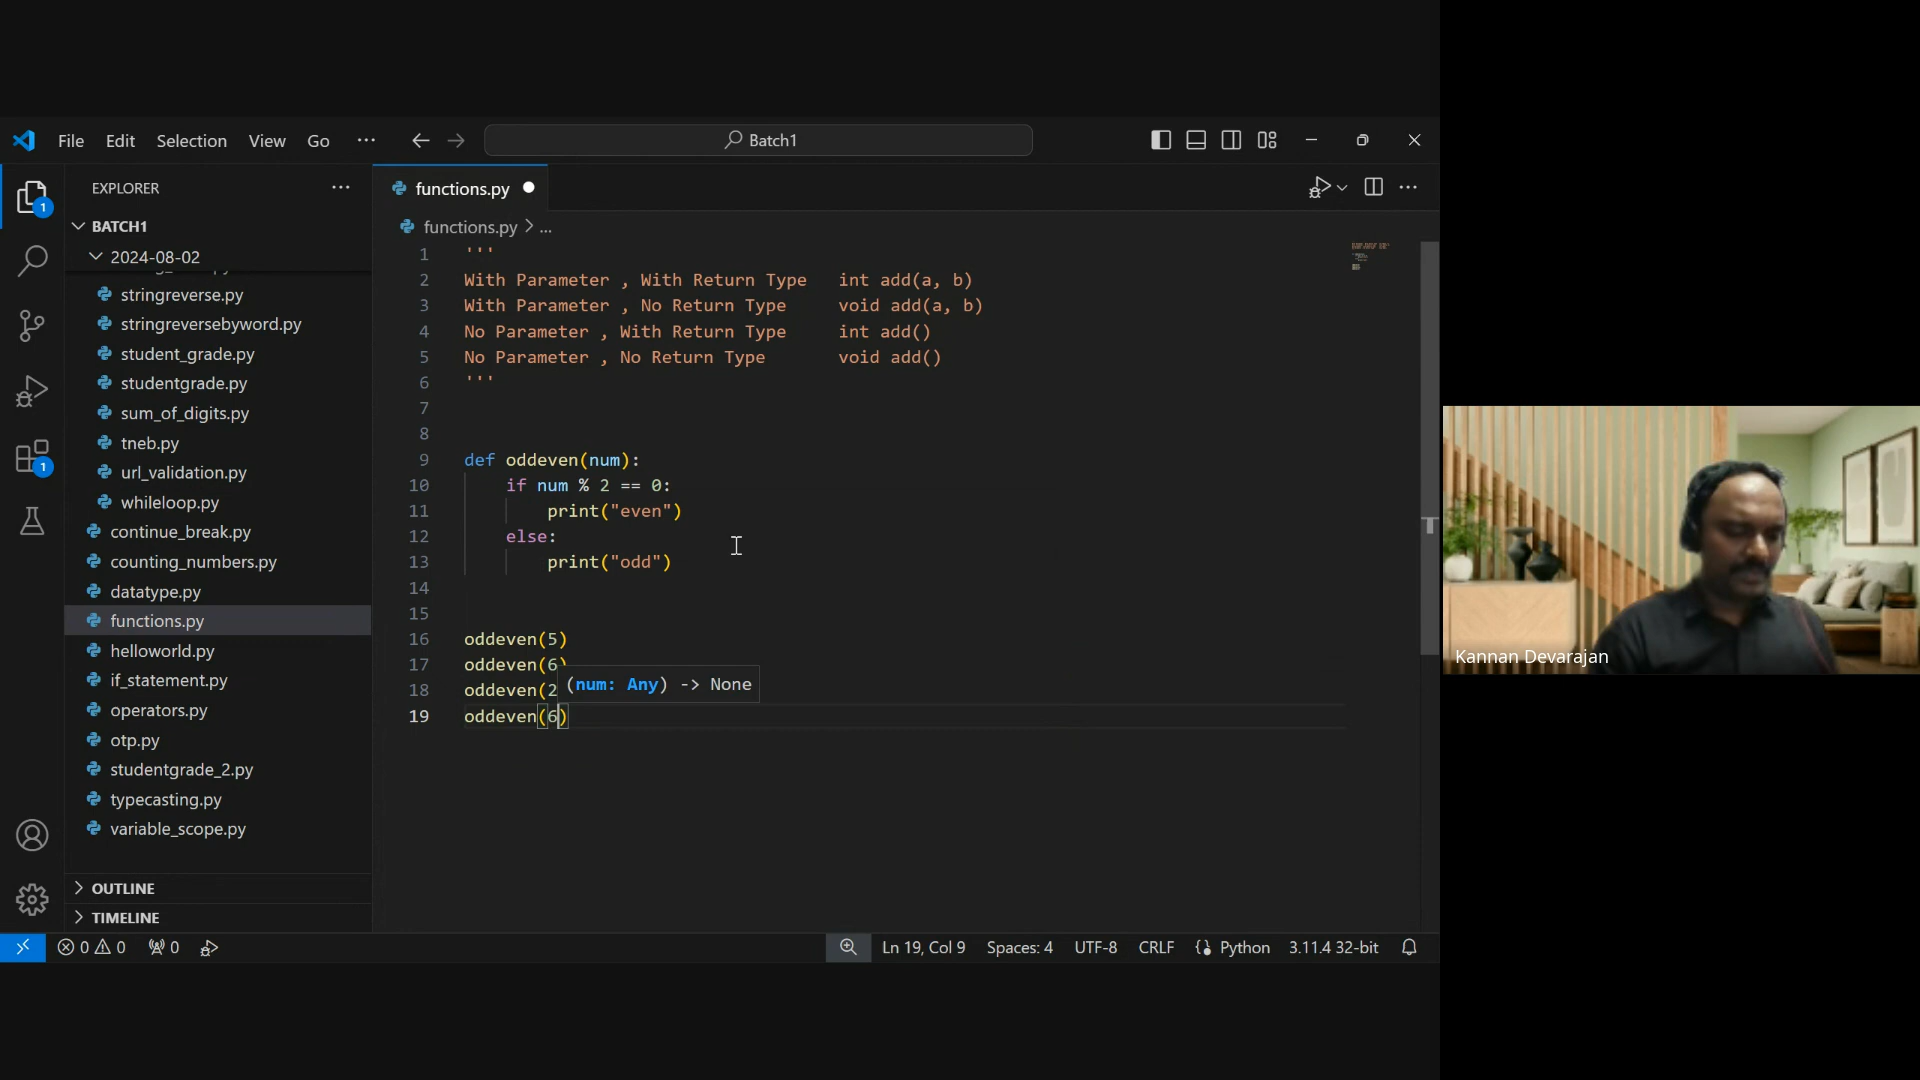 File Edit Selection View Go ··· Batch1
EXPLORER ···
functions.py
BATCH1
functions.py > ...
2024-08-02
stringreverse.py
stringreversebyword.py
student_grade.py
studentgrade.py
sum_of_digits.py
tneb.py
url_validation.py
whileloop.py
continue_break.py
counting_numbers.py
datatype.py
functions.py
helloworld.py
if_statement.py
operators.py
otp.py
studentgrade_2.py
typecasting.py
variable_scope.py
OUTLINE
TIMELINE
1
1
1 '''
2 With Parameter , With Return Type   int add(a, b)
3 With Parameter , No Return Type     void add(a, b)
4 No Parameter , With Return Type     int add()
5 No Parameter , No Return Type       void add()
6 '''
7
8
9 def oddeven(num):
10     if num % 2 == 0:
11         print("even")
12     else:
13         print("odd")
14
15
16 oddeven(5)
17 oddeven(6)
18 oddeven(2
(num: Any) -> None
19 oddeven(6)
0 0 0 Ln 19, Col 9 Spaces: 4 UTF-8 CRLF Python 3.11.4 32-bit
Kannan Devarajan